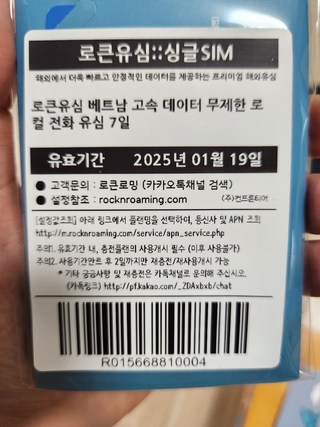 로큰유심::싱글SIM
해외에서 더욱 빠르고 안정적인 데이터를 제공하는 프리미엄 해외유심
로큰유심 베트남 고속 데이터 무제한 로
컬 전화 유심 7일
유효기간 2025년 01월 19일
● 고객문의 : 로큰로밍 (카카오톡채널 검색)
● 설정참조 : rocknroaming.com (주)컨프론티어
[설정값조회] 아래 링크에서 플랜명을 선택하여, 통신사 및 APN 조회
http://m.rocknroaming.com/service/apn_service.php
주의1. 유효기간 내, 충전플랜의 사용개시 필수 (이후 사용불가)
주의2. 사용기간만료 후 2일까지만 재충전/재사용개시 가능
* 기타 궁금사항 및 재충전은 카톡채널로 문의해 주십시오.
(카톡링크) http://pf.kakao.com/_ZDAxbxb/chat
R015668810004